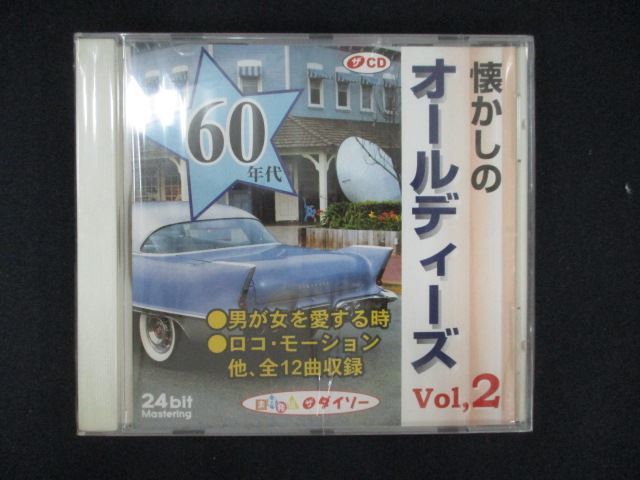 ザCD
懐かしの
オールディーズ
Vol,2
60
年代
●男が女を愛する時
●ロコ・モーション
他、全12曲収録
24bit
Mastering
ザ ダイソー